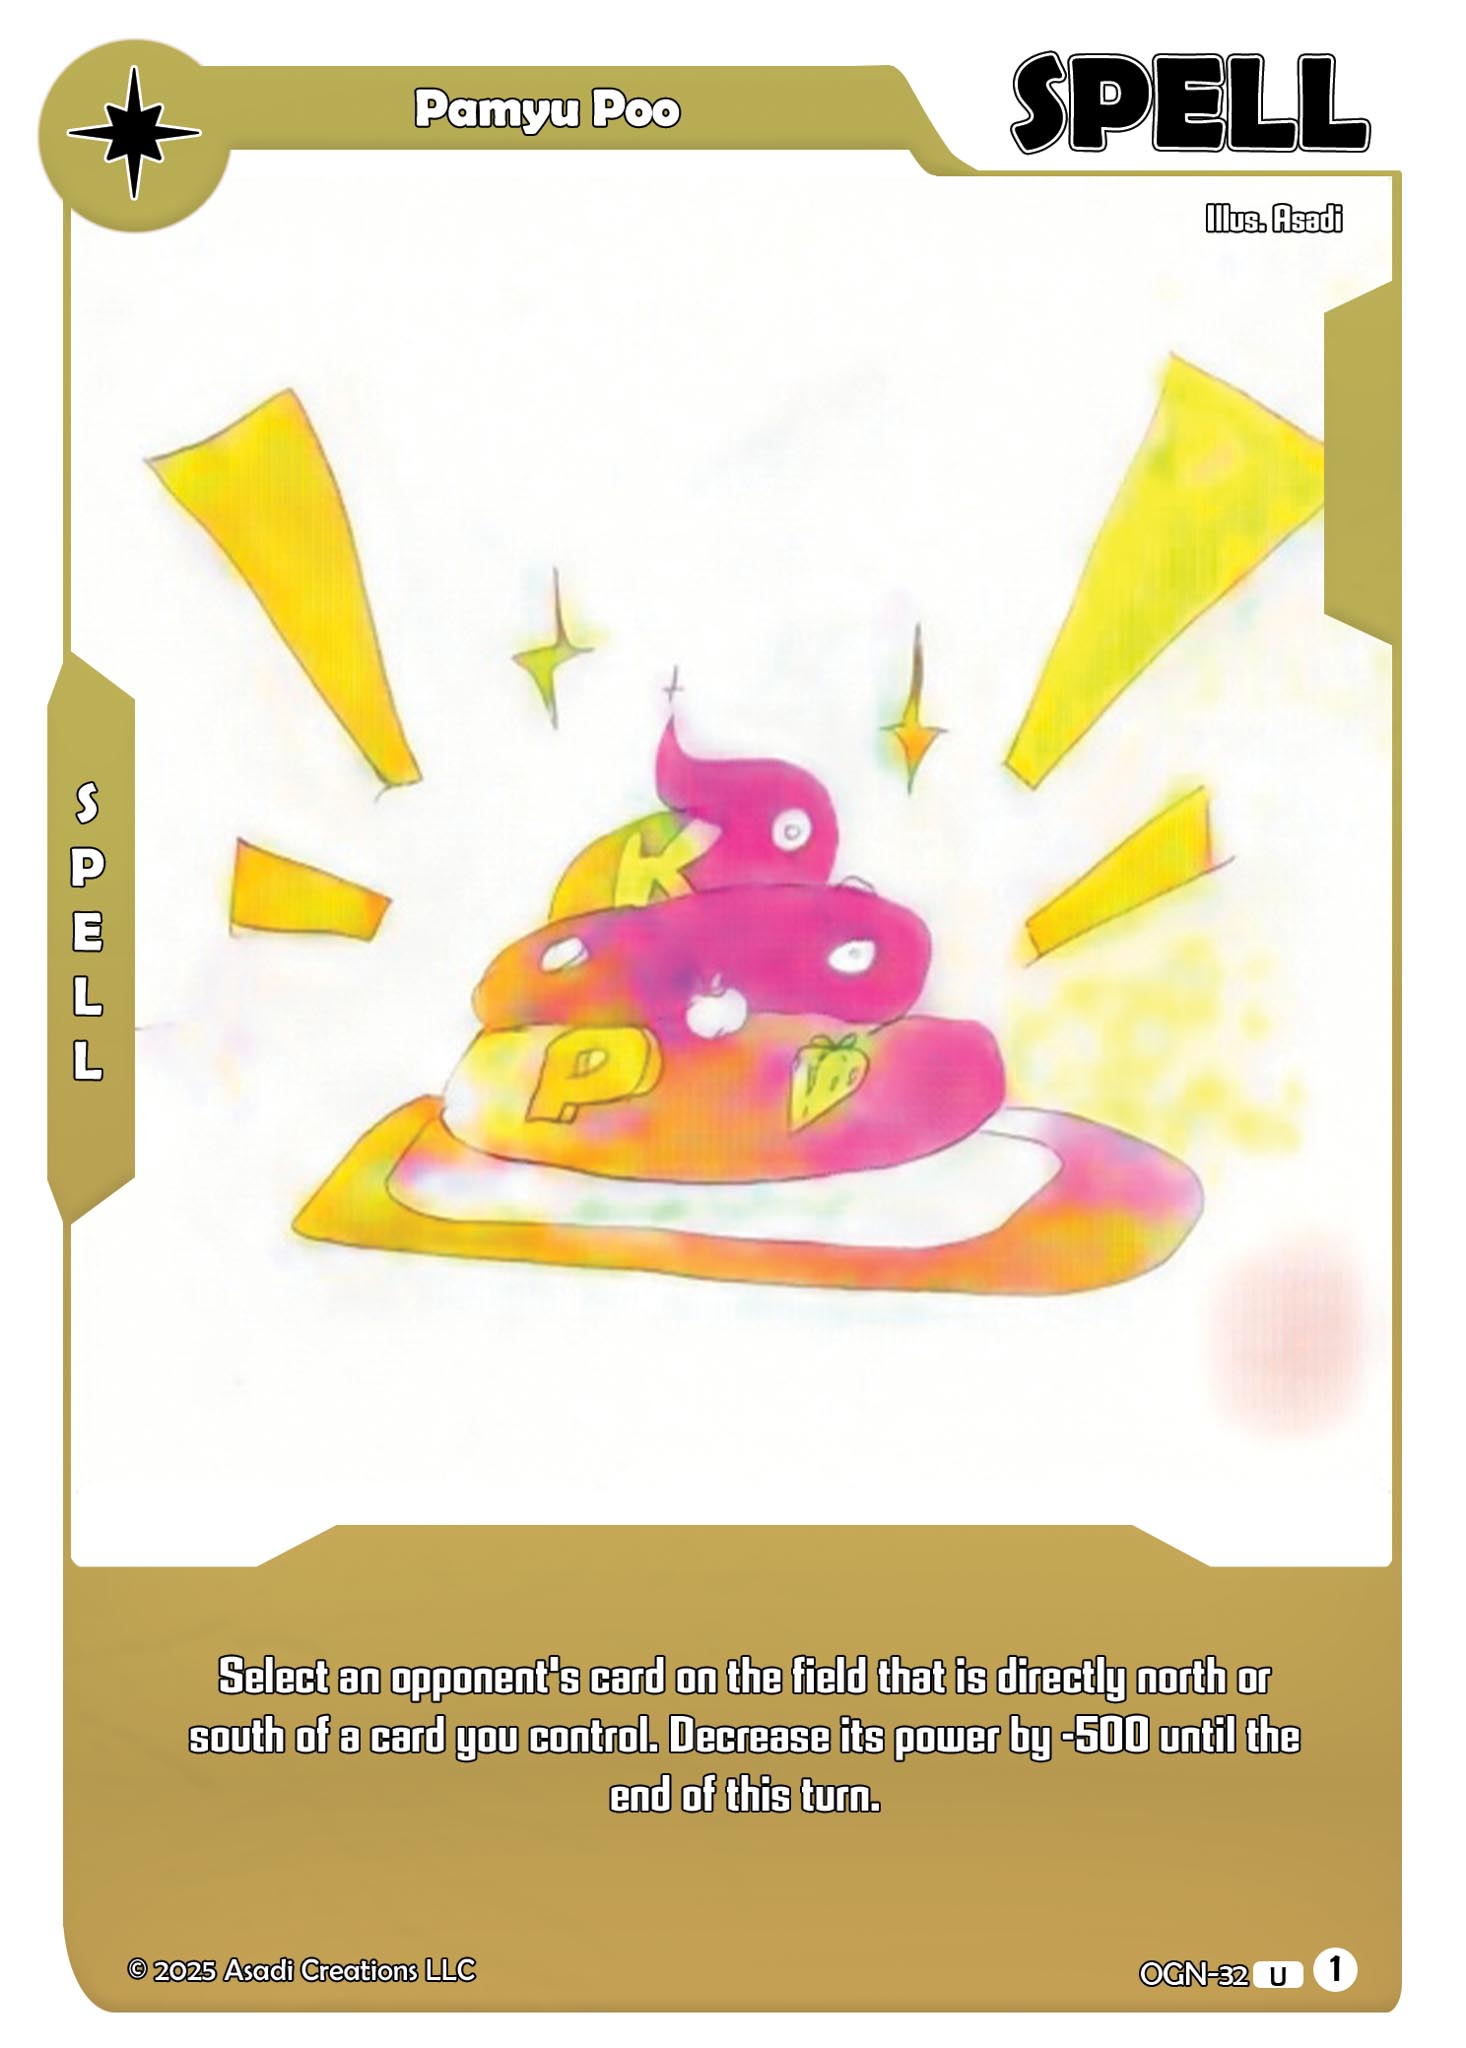 Pamyu Poo
SPELL
Illus. Asadi
SPELL
K
P
Select an opponent's card on the field that is directly north or
south of a card you control. Decrease its power by -500 until the
end of this turn.
© 2025 Asadi Creations LLC
OGN-32 U 1